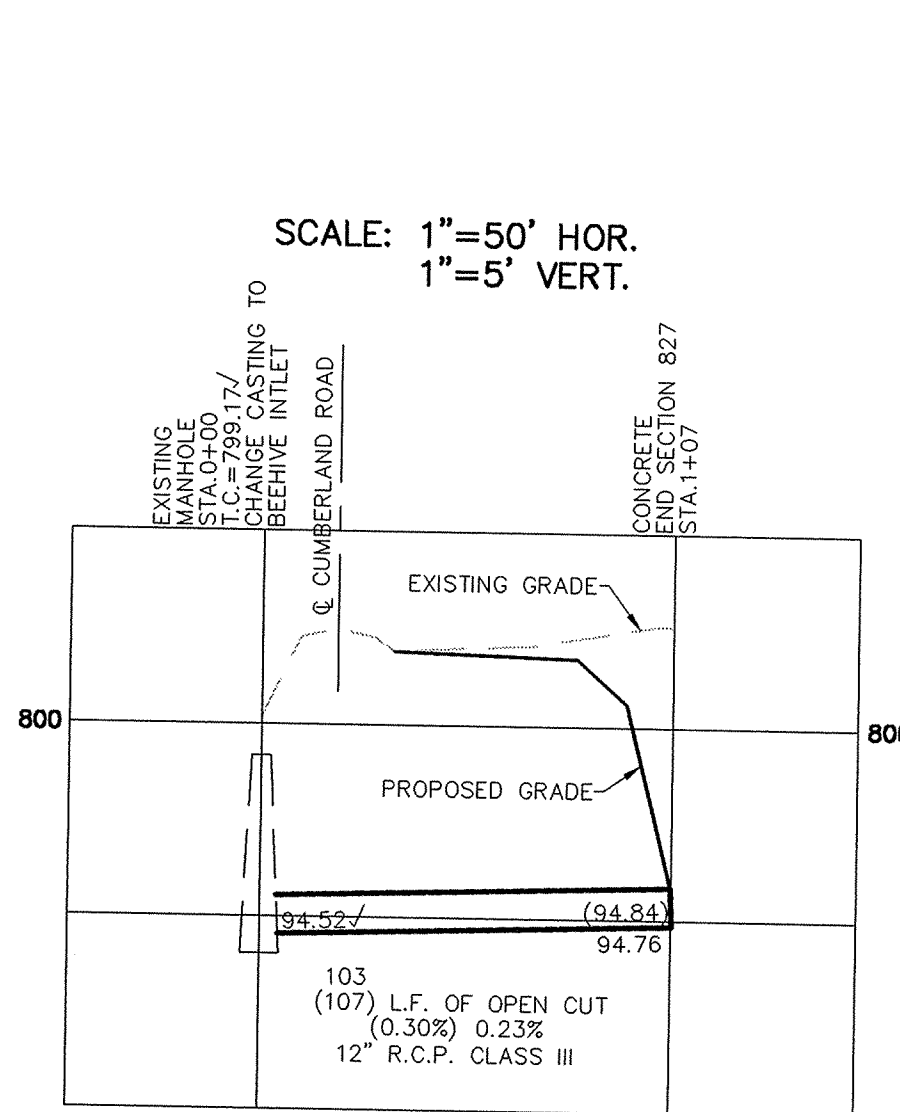 SCALE: 1"=50' HOR.
1"=5' VERT.
EXISTING
MANHOLE
STA.0+00
T.C.=799.17√
CHANGE CASTING TO
BEEHIVE INTLET
℄ CUMBERLAND ROAD
CONCRETE
END SECTION 827
STA.1+07
EXISTING GRADE
800
800
PROPOSED GRADE
94.52√
(94.84)
94.76
103
(107) L.F. OF OPEN CUT
(0.30%) 0.23%
12" R.C.P. CLASS III